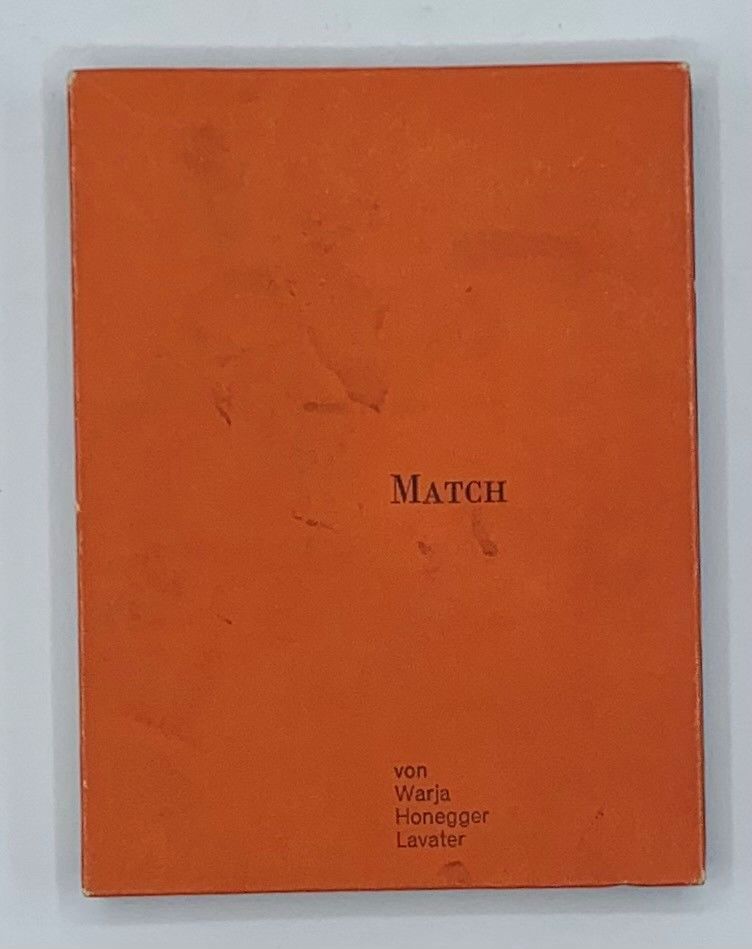 Match
von
Warja
Honegger
Lavater